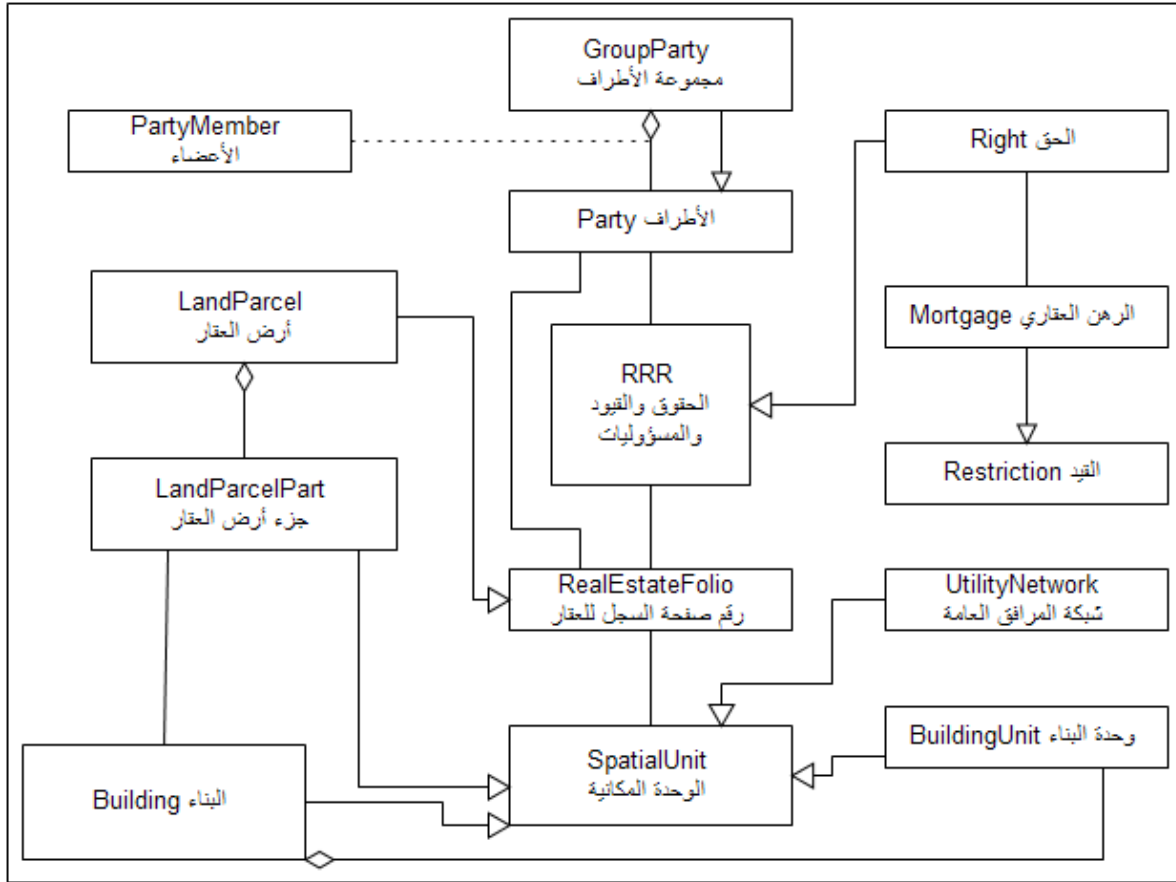 GroupParty
مجموعة الأطراف
PartyMember
الأعضاء
Right الحق
Party الأطراف
LandParcel
أرض العقار
Mortgage الرهن العقاري
RRR
الحقوق والقيود
والمسؤوليات
Restriction القيد
LandParcelPart
جزء أرض العقار
RealEstateFolio
رقم صفحة السجل للعقار
UtilityNetwork
شبكة المرافق العامة
SpatialUnit
الوحدة المكانية
BuildingUnit وحدة البناء
Building البناء